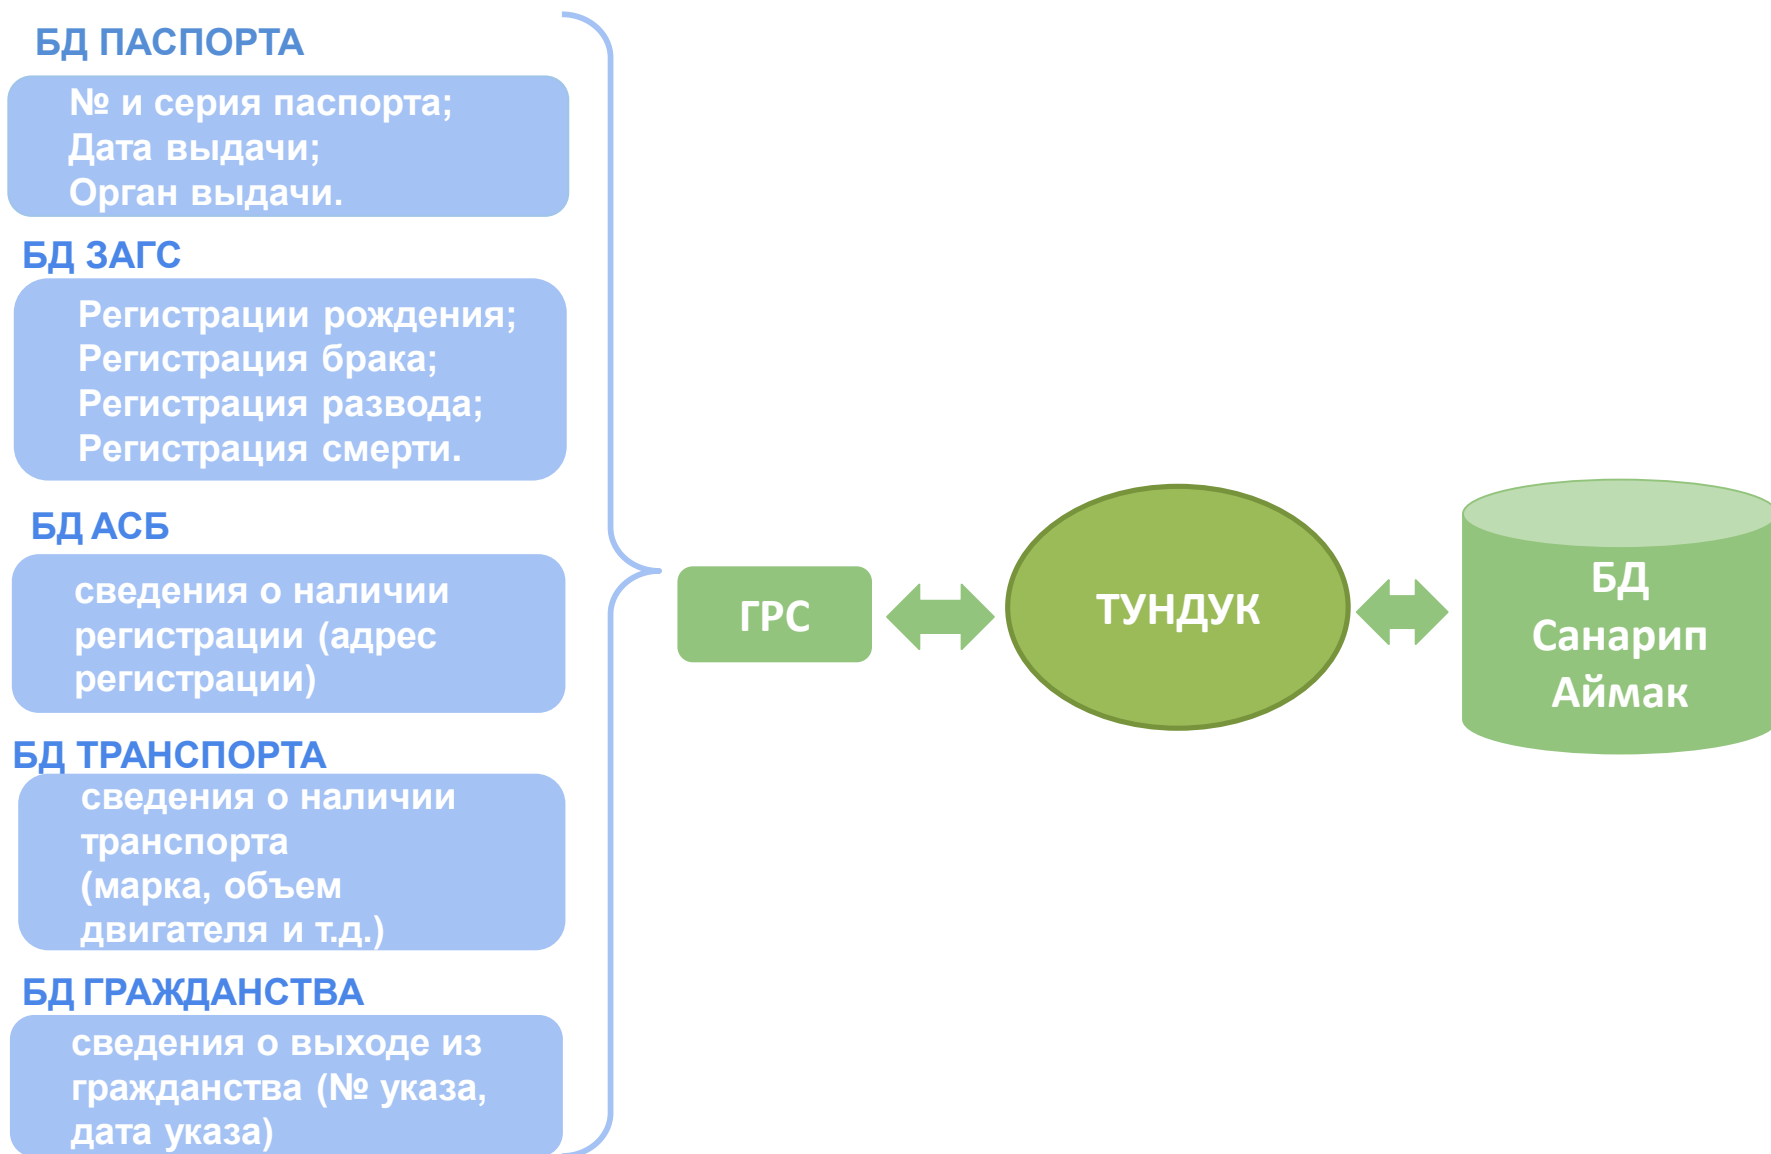 БД ПАСПОРТА
№ и серия паспорта;
Дата выдачи;
Орган выдачи.
БД ЗАГС
Регистрации рождения;
Регистрация брака;
Регистрация развода;
Регистрация смерти.
БД АСБ
сведения о наличии
регистрации (адрес
регистрации)
БД ТРАНСПОРТА
сведения о наличии
транспорта
(марка, объем
двигателя и т.д.)
БД ГРАЖДАНСТВА
сведения о выходе из
гражданства (№ указа,
дата указа)
ГРС
ТУНДУК
БД
Санарип
Аймак